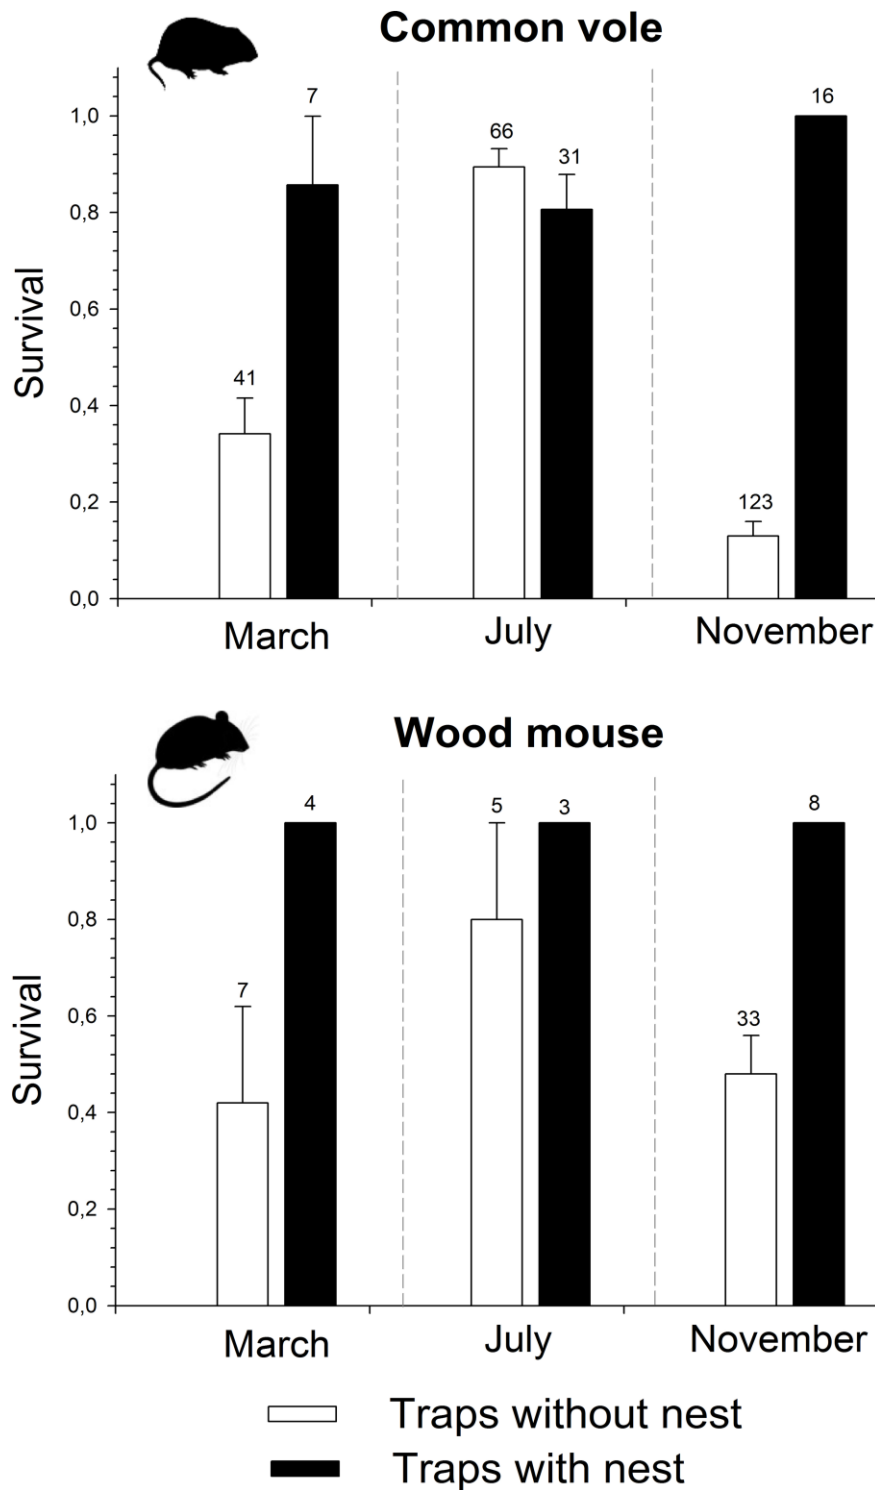 Common vole
7
66
31
16
41
123
1,0
0,8
0,6
0,4
0,2
0,0
Survival
March
July
November
Wood mouse
4
5
3
8
7
33
1,0
0,8
0,6
0,4
0,2
0,0
Survival
March
July
November
Traps without nest
Traps with nest